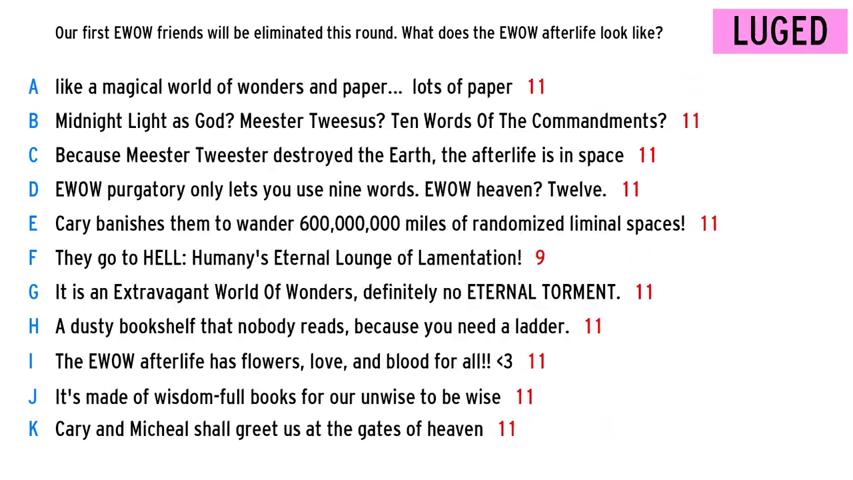 Our first EWOW friends will be eliminated this round. What does the EWOW afterlife look like?
LUGED
A like a magical world of wonders and paper... lots of paper 11
B Midnight Light as God? Meester Tweesus? Ten Words Of The Commandments? 11
C Because Meester Tweester destroyed the Earth, the afterlife is in space 11
D EWOW purgatory only lets you use nine words. EWOW heaven? Twelve. 11
E Cary banishes them to wander 600,000,000 miles of randomized liminal spaces! 11
F They go to HELL: Humany's Eternal Lounge of Lamentation! 9
G It is an Extravagant World Of Wonders, definitely no ETERNAL TORMENT. 11
H A dusty bookshelf that nobody reads, because you need a ladder. 11
I The EWOW afterlife has flowers, love, and blood for all!! <3 11
J It's made of wisdom-full books for our unwise to be wise 11
K Cary and Micheal shall greet us at the gates of heaven 11